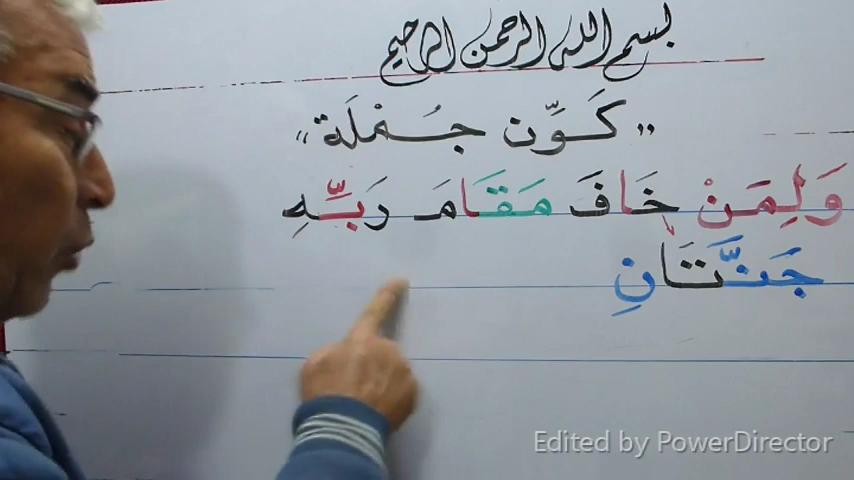 بسم الله الرحمن الرحيم
"كَوِّن جُمْلَة"
وَلِمَنْ خَافَ مَقَامَ رَبِّهِ
جَنَّتَانِ
Edited by PowerDirector